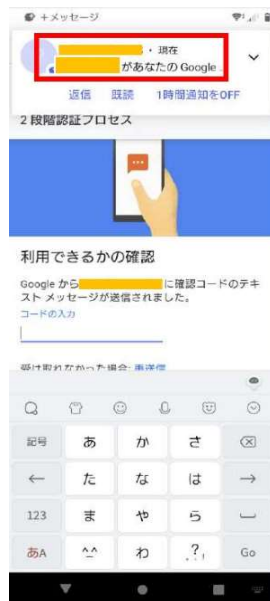 +メッセージ
・現在
があなたの Google
返信 既読 1時間通知をOFF
2 段階認証プロセス
利用できるかの確認
Google から に確認コードのテキ
スト メッセージが送信されまし
た。
コードの入力
受け取れなかった場合: 再送信
記号 あ か さ
← た な は →
123 ま や ら
あA ^_^ わ 、。?! Go